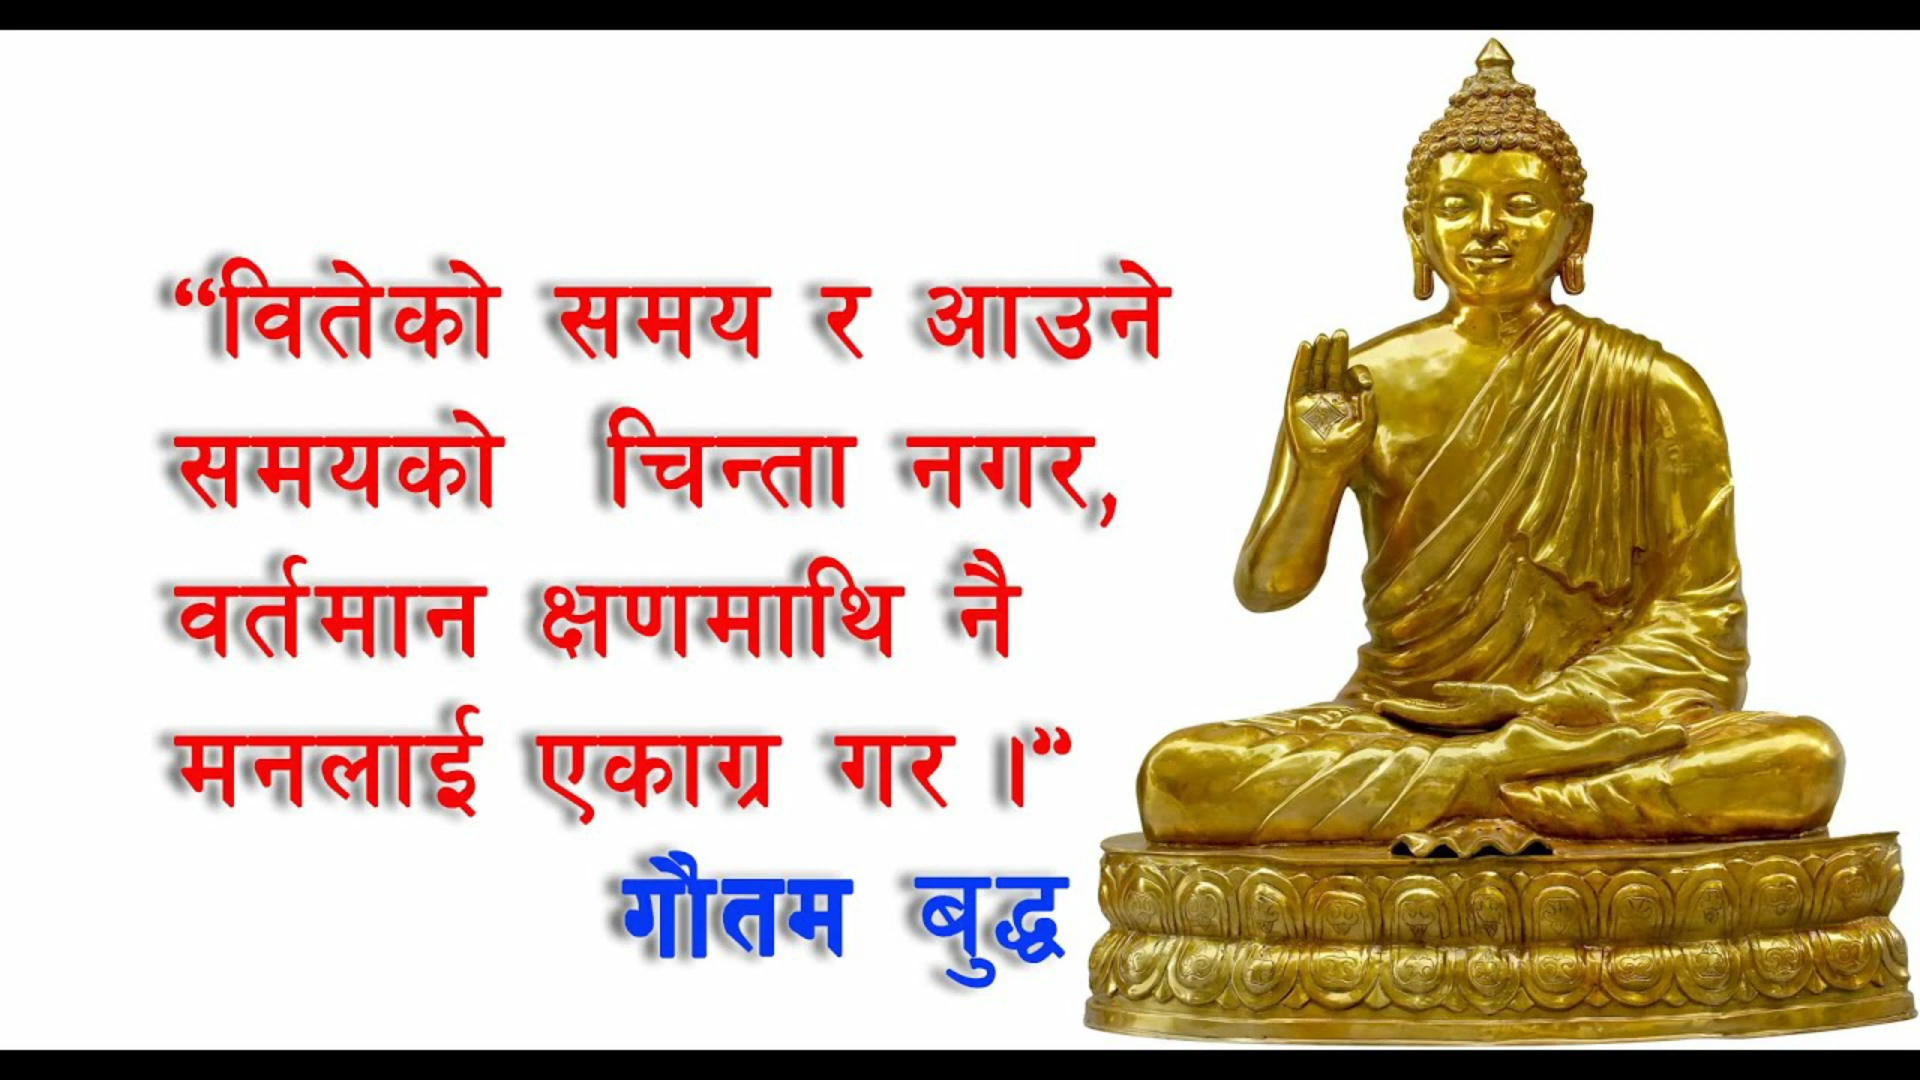 “वितेको समय र आउने
समयको चिन्ता नगर,
वर्तमान क्षणमाथि नै
मनलाई एकाग्र गर ।“
गौतम बुद्ध